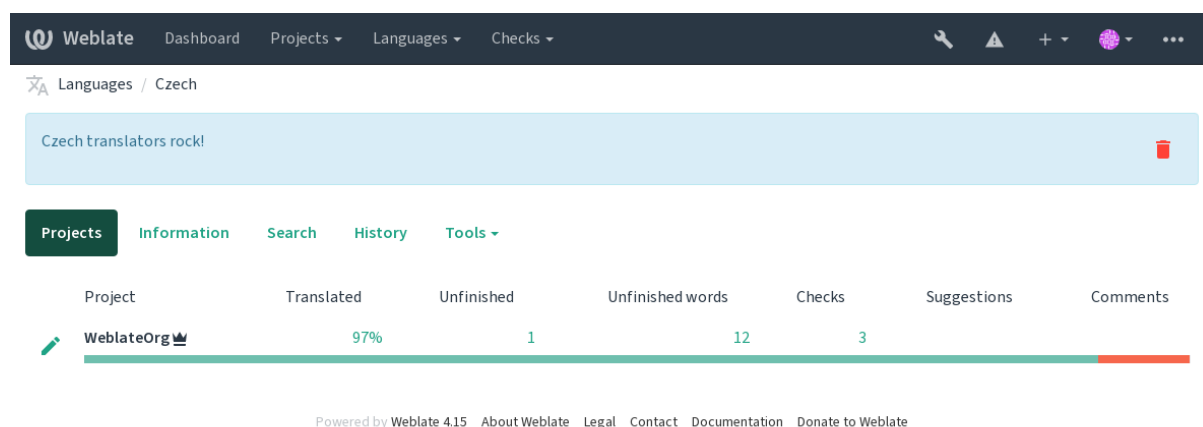 Weblate Dashboard Projects Languages Checks
Languages / Czech
Czech translators rock!
Projects Information Search History Tools
Project Translated Unfinished Unfinished words Checks Suggestions Comments
WeblateOrg 97% 1 12 3
Powered by Weblate 4.15 About Weblate Legal Contact Documentation Donate to Weblate